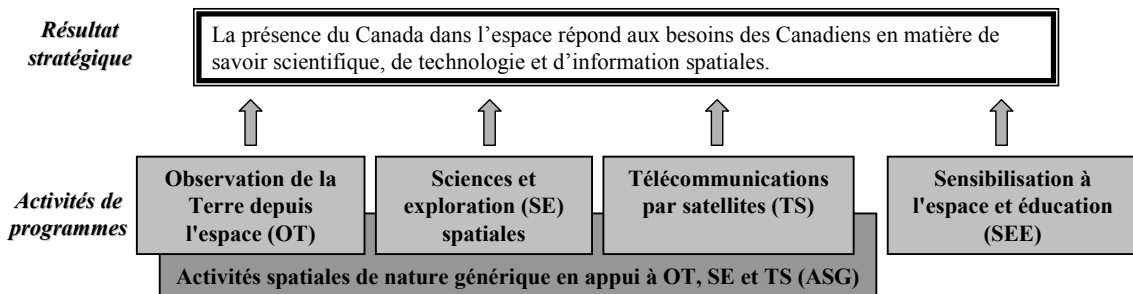 Résultat
stratégique
La présence du Canada dans l’espace répond aux besoins des Canadiens en matière de
savoir scientifique, de technologie et d’information spatiales.
Activités de
programmes
Observation de la
Terre depuis
l'espace (OT)
Sciences et
exploration (SE)
spatiales
Télécommunications
par satellites (TS)
Sensibilisation à
l'espace et éducation
(SEE)
Activités spatiales de nature générique en appui à OT, SE et TS (ASG)